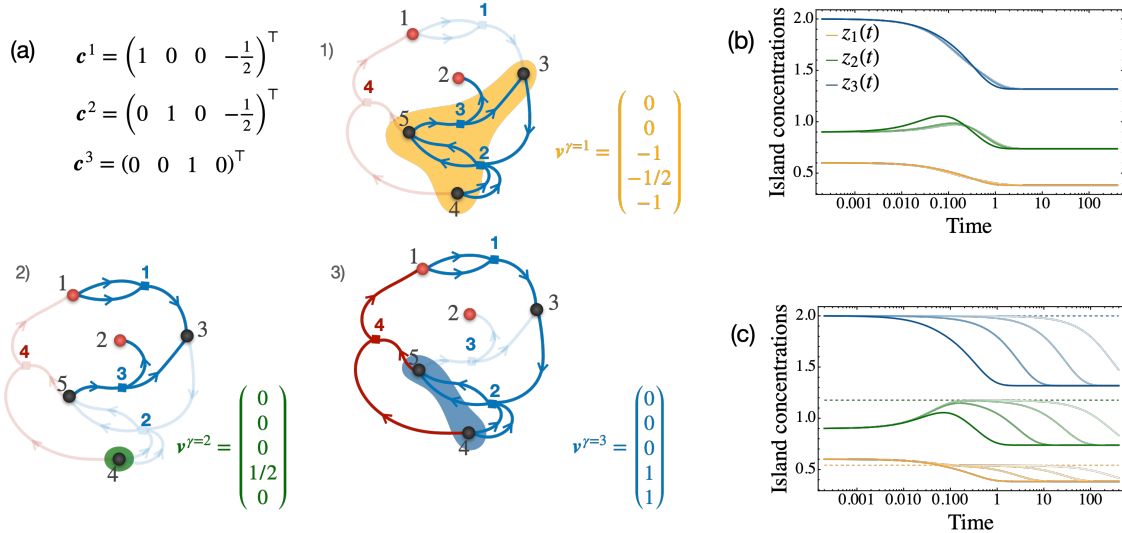 (a)
c¹ = (1 0 0 −½)ᵀ
c² = (0 1 0 −½)ᵀ
c³ = (0 0 1 0)ᵀ
1)
1
1
2
3
3
4
5
2
4
v^{γ=1} = (0 0 −1 −1/2 −1)
2)
1
1
2
3
4
3
5
2
4
v^{γ=2} = (0 0 0 1/2 0)
3)
1
1
2
3
4
3
5
2
4
v^{γ=3} = (0 0 0 1 1)
(b)
Island concentrations
2.0
1.5
1.0
0.5
z₁(t)
z₂(t)
z₃(t)
0.001 0.010 0.100 1 10 100
Time
(c)
Island concentrations
2.0
1.5
1.0
0.5
0.001 0.010 0.100 1 10 100
Time